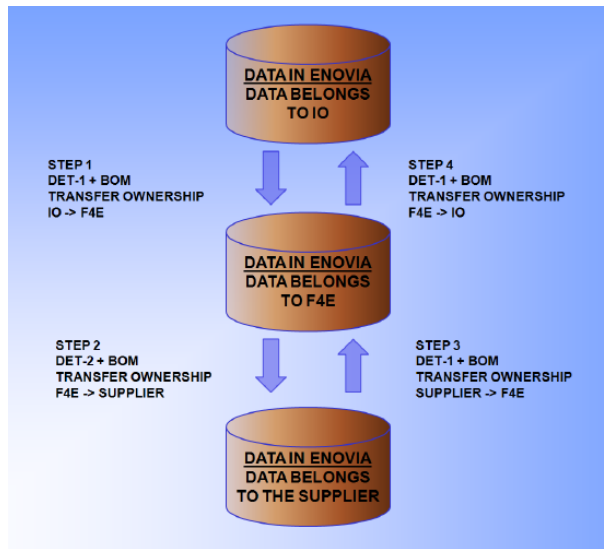 DATA IN ENOVIA
DATA BELONGS
TO IO
STEP 1
DET-1 + BOM
TRANSFER OWNERSHIP
IO -> F4E
STEP 4
DET-1 + BOM
TRANSFER OWNERSHIP
F4E -> IO
DATA IN ENOVIA
DATA BELONGS
TO F4E
STEP 2
DET-2 + BOM
TRANSFER OWNERSHIP
F4E -> SUPPLIER
STEP 3
DET-1 + BOM
TRANSFER OWNERSHIP
SUPPLIER -> F4E
DATA IN ENOVIA
DATA BELONGS
TO THE SUPPLIER